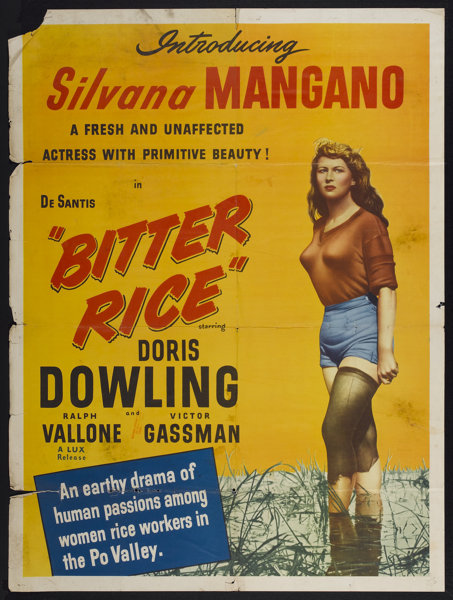 Introducing
Silvana MANGANO
A FRESH AND UNAFFECTED
ACTRESS WITH PRIMITIVE BEAUTY!
in
DE SANTIS
"BITTER
RICE"
starring
DORIS
DOWLING
RALPH and VICTOR
VALLONE GASSMAN
A LUX
Release
An earthy drama of
human passions among
women rice workers in
the Po Valley.